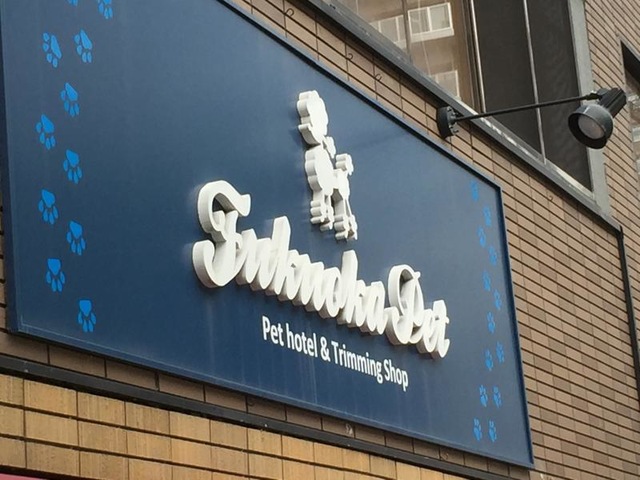 Fukuoka Pet
Pet hotel & Trimming Shop